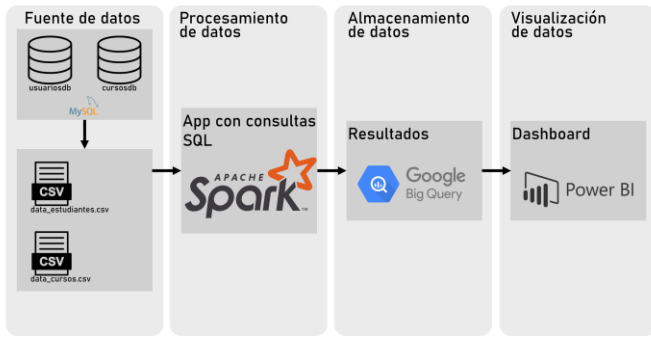 Fuente de datos
usuariosdb
cursosdb
MySQL
CSV
data_estudiantes.csv
CSV
data_cursos.csv
Procesamiento
de datos
App con consultas
SQL
APACHE
Spark
Almacenamiento
de datos
Resultados
Google
Big Query
Visualización
de datos
Dashboard
Power BI